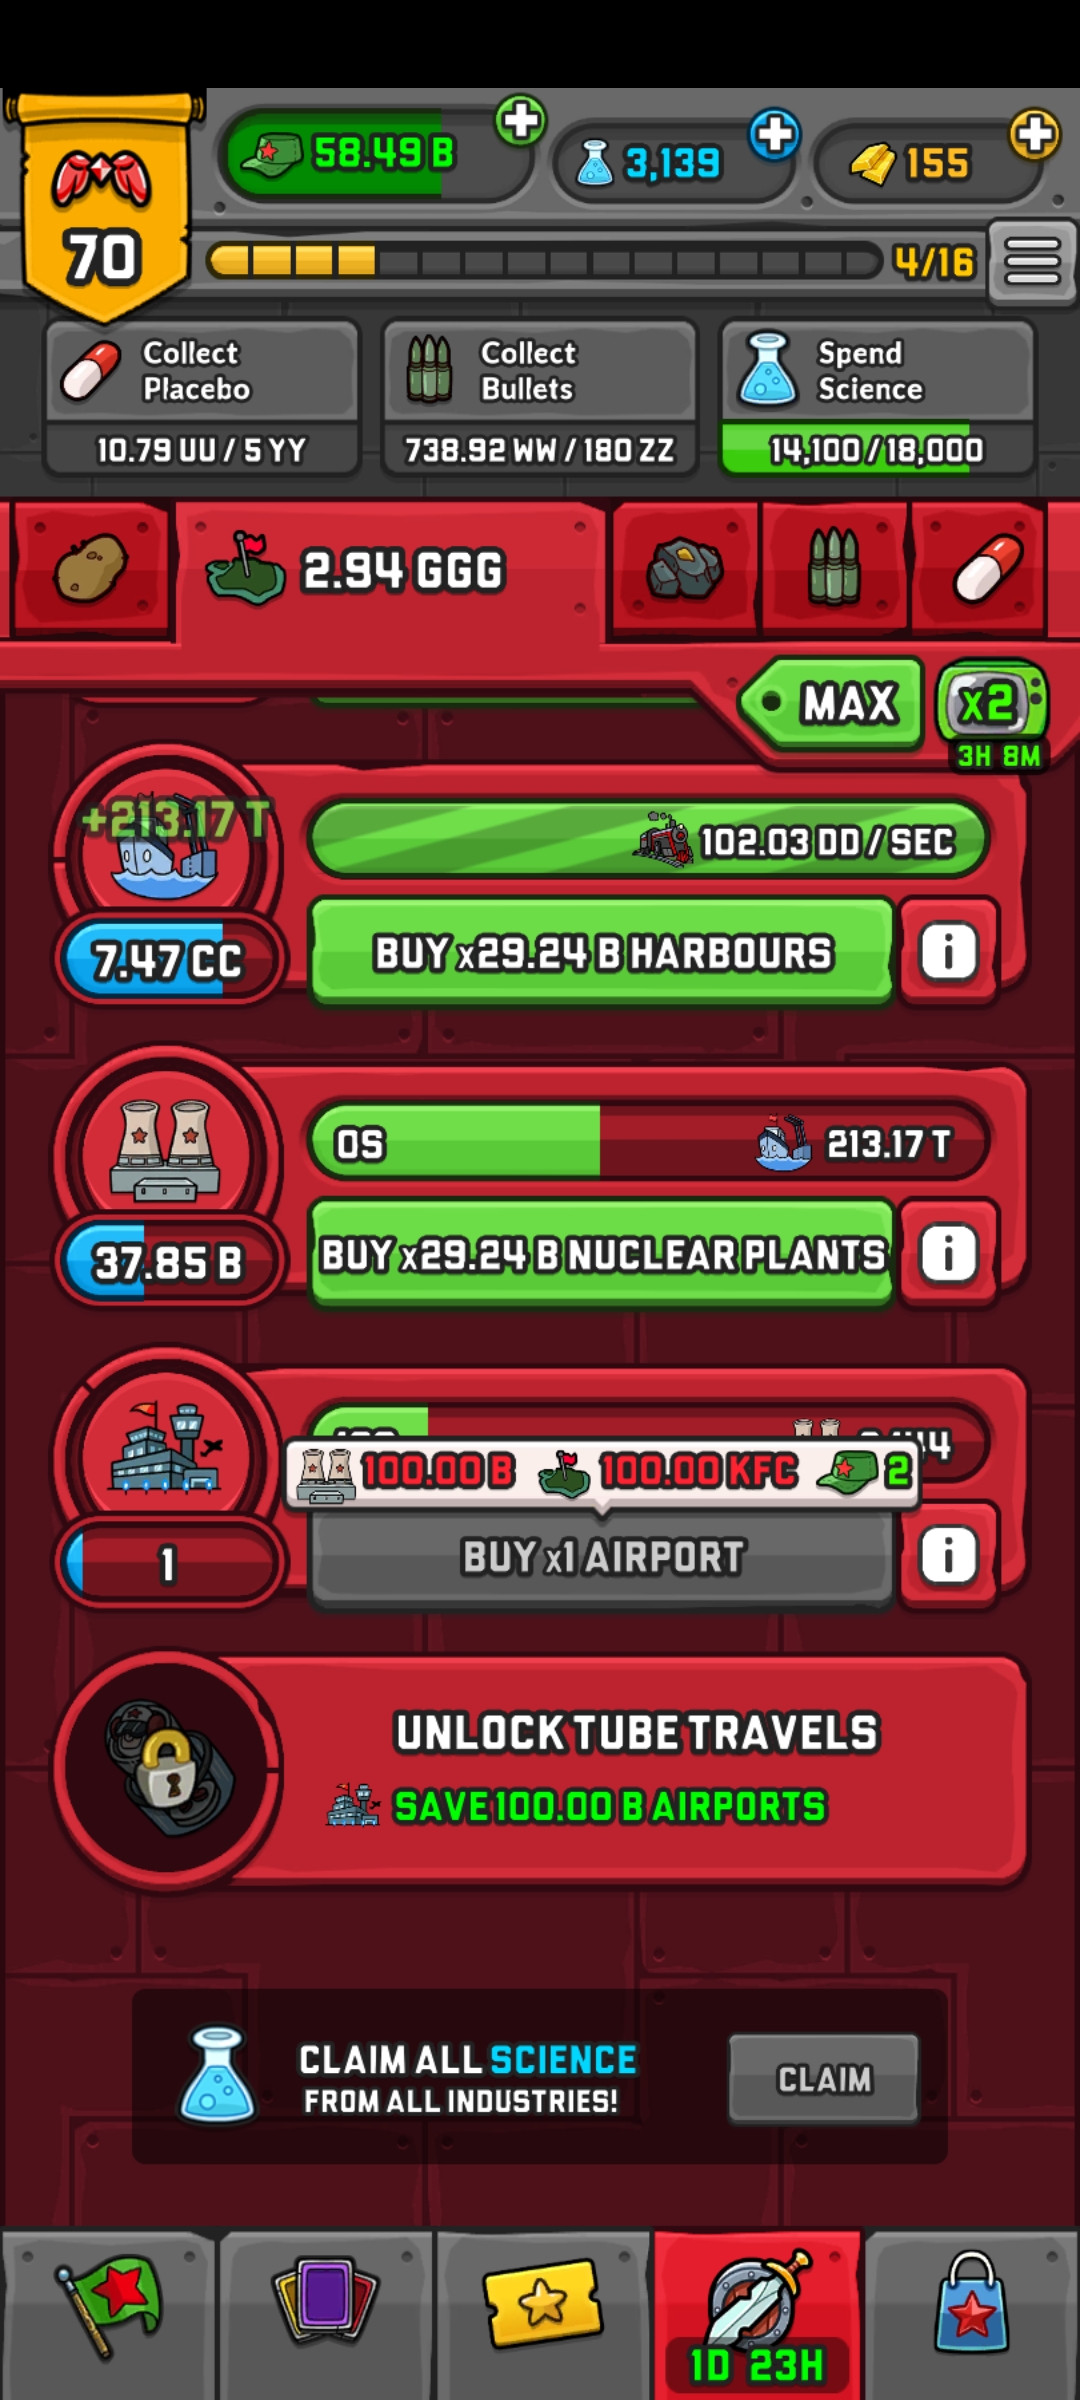 58.49 B
3,139
155
70
4/16
Collect
Placebo
10.79 UU / 5 YY
Collect
Bullets
738.92 WW / 180 ZZ
Spend
Science
14,100 / 18,000
2.94 GGG
MAX
x2
3H 8M
+213.17 T
102.03 DD / SEC
7.47 CC
BUY x29.24 B HARBOURS
i
0S
213.17 T
37.85 B
BUY x29.24 B NUCLEAR PLANTS
i
100.00 B
100.00 KFC
2
1
BUY x1 AIRPORT
i
UNLOCK TUBE TRAVELS
SAVE 100.00 B AIRPORTS
CLAIM ALL SCIENCE
FROM ALL INDUSTRIES!
CLAIM
1D 23H